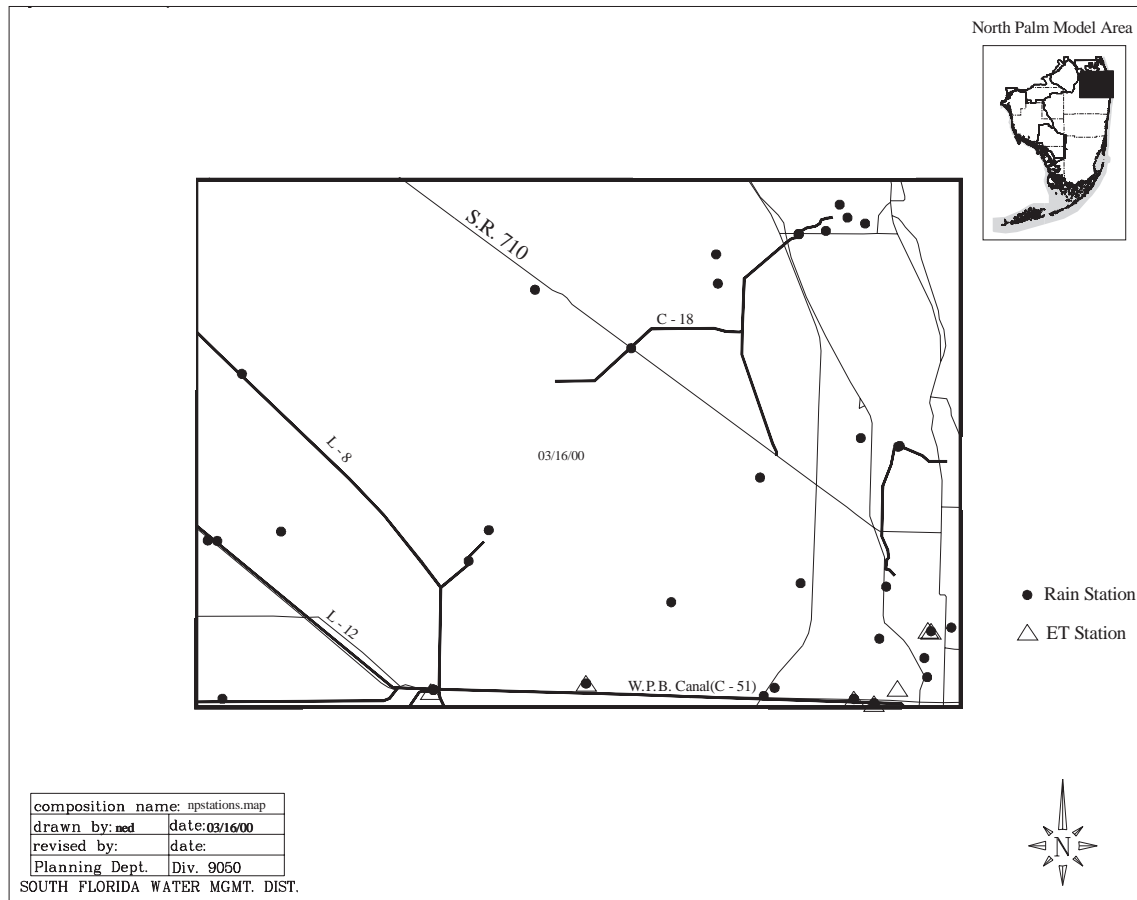 North Palm Model Area
S.R. 710
C - 18
L - 8
03/16/00
Rain Station
L - 12
ET Station
W.P.B. Canal(C - 51)
composition name: npstations.map
drawn by: ned date: 03/16/00
revised by: date:
Planning Dept. Div. 9050
SOUTH FLORIDA WATER MGMT. DIST.
N